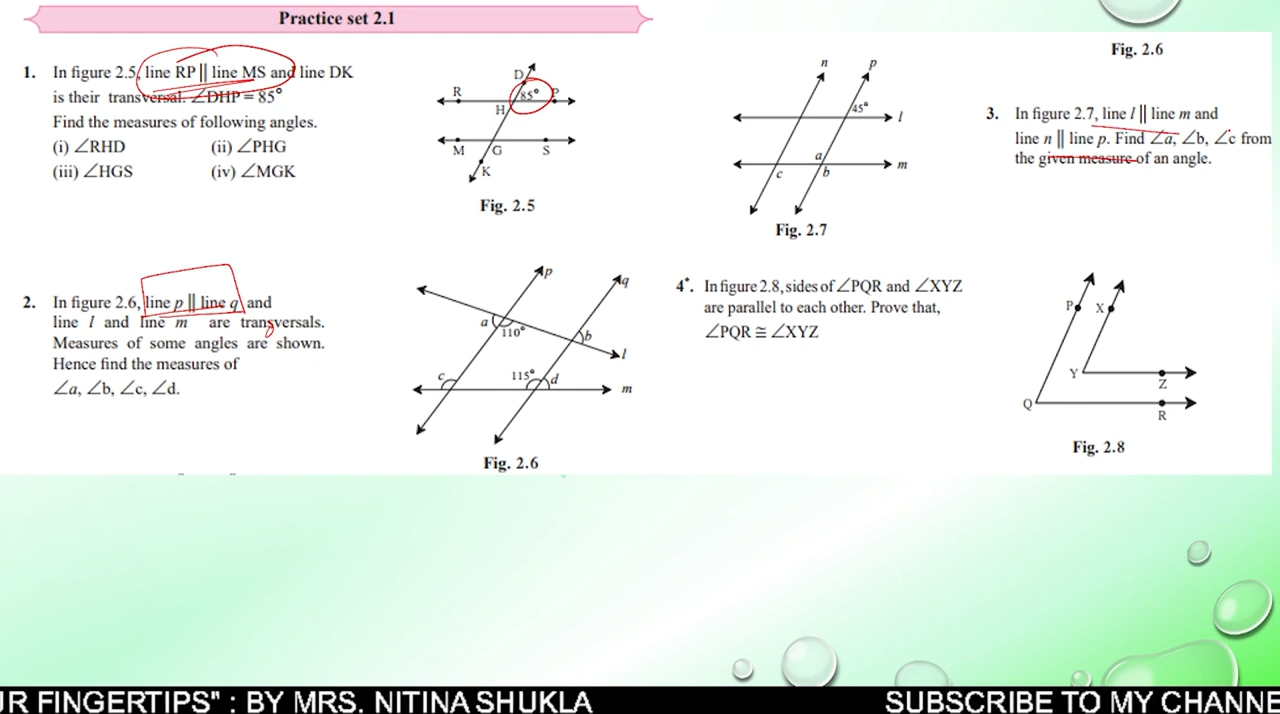 Practice set 2.1
1. In figure 2.5, line RP || line MS and line DK
is their transversal. ∠DHP = 85°
Find the measures of following angles.
(i) ∠RHD (ii) ∠PHG
(iii) ∠HGS (iv) ∠MGK
D
R
85°
P
H
M
G
S
K
Fig. 2.5
2. In figure 2.6, line p || line q and
line l and line m are transversals.
Measures of some angles are shown.
Hence find the measures of
∠a, ∠b, ∠c, ∠d.
p
q
a
110°
b
l
c
115°
d
m
Fig. 2.6
n
p
45°
l
a
m
c
b
Fig. 2.7
Fig. 2.6
3. In figure 2.7, line l || line m and
line n || line p. Find ∠a, ∠b, ∠c from
the given measure of an angle.
4*. In figure 2.8, sides of ∠PQR and ∠XYZ
are parallel to each other. Prove that,
∠PQR ≅ ∠XYZ
P
X
Y
Z
Q
R
Fig. 2.8
UR FINGERTIPS" : BY MRS. NITINA SHUKLA SUBSCRIBE TO MY CHANNE